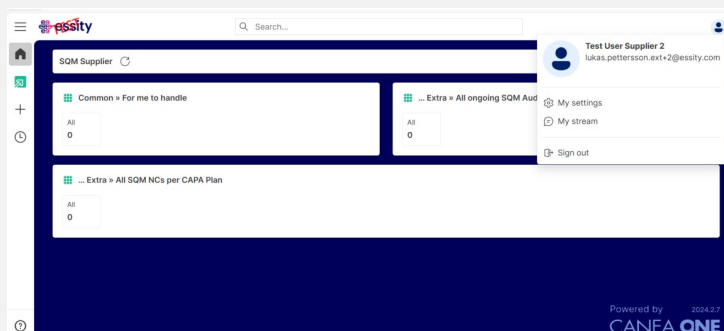 essity
TEST
Search...
Test User Supplier 2
lukas.pettersson.ext+2@essity.com
SQM Supplier
My settings
My stream
Sign out
Common » For me to handle
All
0
... Extra » All ongoing SQM Aud
All
0
... Extra » All SQM NCs per CAPA Plan
All
0
Powered by 2024.2.7
CANEA ONE